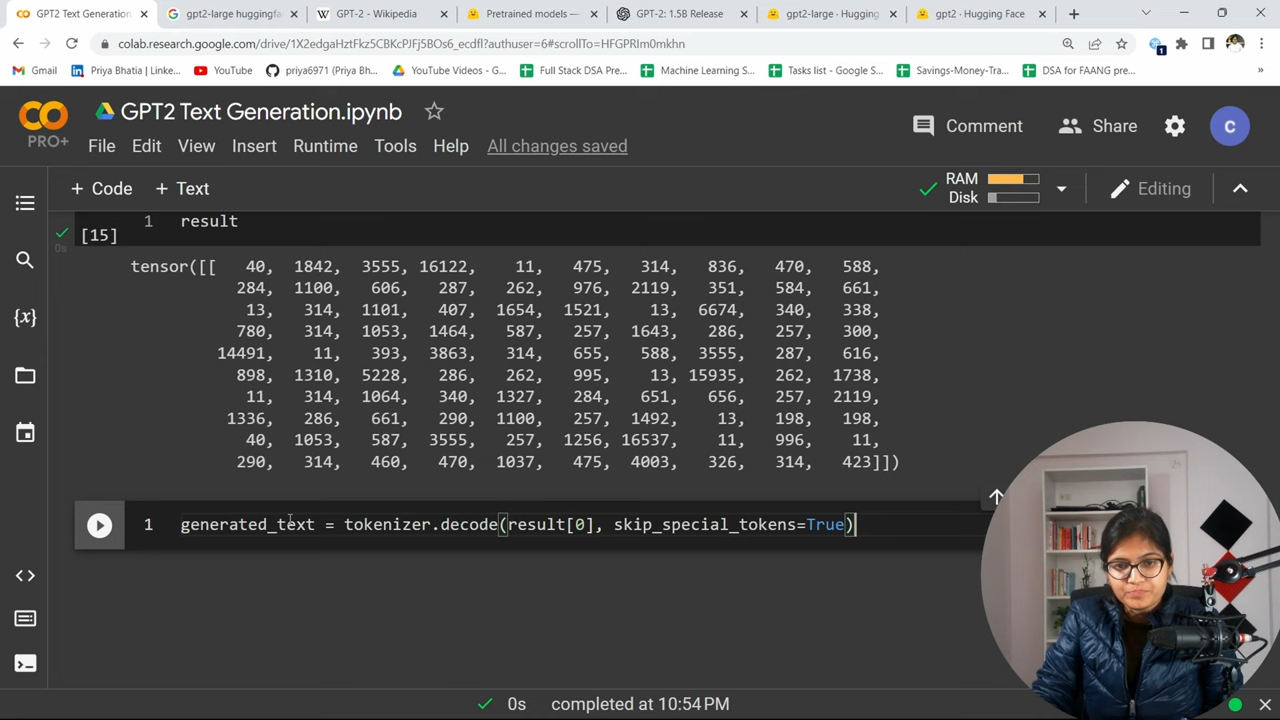 GPT2 Text Generation.ipynb
gpt2-large huggingfa
GPT-2 - Wikipedia
Pretrained models —
GPT-2: 1.5B Release
gpt2-large · Hugging
gpt2 · Hugging Face
colab.research.google.com/drive/1X2edgaHztFkz5CBKcPJFj5BOs6_ecdfl?authuser=6#scrollTo=HFGPRIm0mkhn
1
Gmail
Priya Bhatia | Linke...
YouTube
priya6971 (Priya Bh...
YouTube Videos - G...
Full Stack DSA Pre...
Machine Learning S...
Tasks list - Google S...
Savings-Money-Tra...
DSA for FAANG pre...
»
GPT2 Text Generation.ipynb
PRO+
File Edit View Insert Runtime Tools Help All changes saved
Comment Share C
+ Code + Text
RAM
Disk
Editing
1 result
[15]
0s
tensor([[ 40, 1842, 3555, 16122, 11, 475, 314, 836, 470, 588,
284, 1100, 606, 287, 262, 976, 2119, 351, 584, 661,
13, 314, 1101, 407, 1654, 1521, 13, 6674, 340, 338,
780, 314, 1053, 1464, 587, 257, 1643, 286, 257, 300,
14491, 11, 393, 3863, 314, 655, 588, 3555, 287, 616,
898, 1310, 5228, 286, 262, 995, 13, 15935, 262, 1738,
11, 314, 1064, 340, 1327, 284, 651, 656, 257, 2119,
1336, 286, 661, 290, 1100, 257, 1492, 13, 198, 198,
40, 1053, 587, 3555, 257, 1256, 16537, 11, 996, 11,
290, 314, 460, 470, 1037, 475, 4003, 326, 314, 423]])
1 generated_text = tokenizer.decode(result[0], skip_special_tokens=True)
0s completed at 10:54 PM